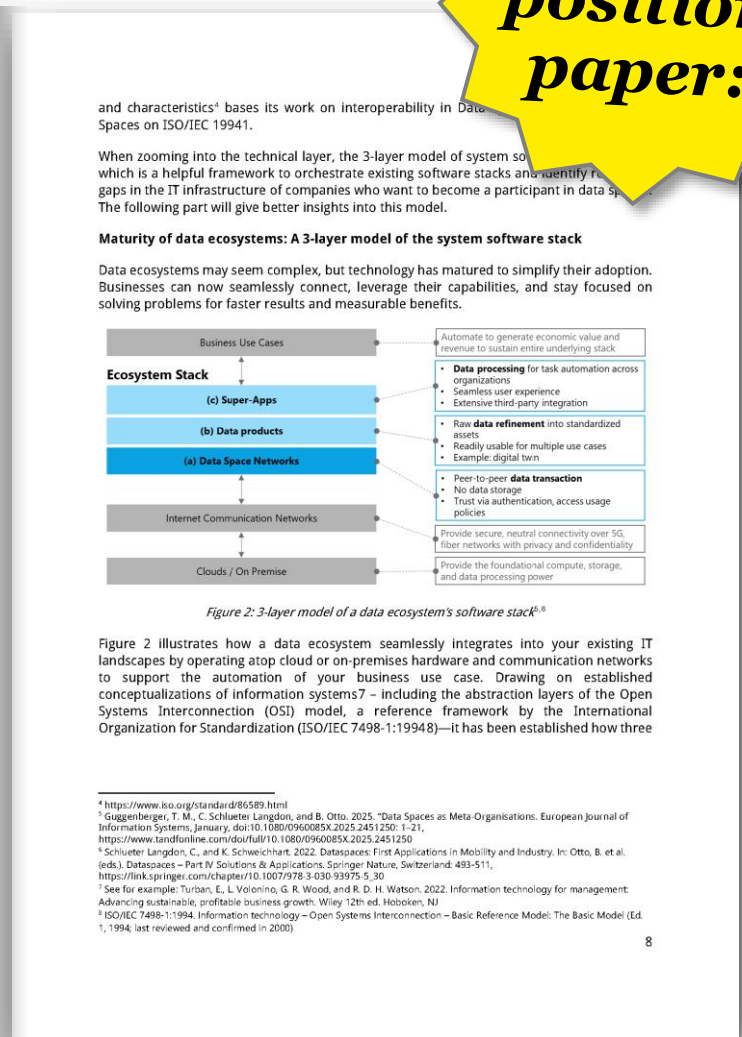 position
paper:
and characteristics⁴ bases its work on interoperability in Data
Spaces on ISO/IEC 19941.
When zooming into the technical layer, the 3-layer model of system so
which is a helpful framework to orchestrate existing software stacks and identify
gaps in the IT infrastructure of companies who want to become a participant in data
The following part will give better insights into this model.
Maturity of data ecosystems: A 3-layer model of the system software stack
Data ecosystems may seem complex, but technology has matured to simplify their adoption.
Businesses can now seamlessly connect, leverage their capabilities, and stay focused on
solving problems for faster results and measurable benefits.
Business Use Cases
Automate to generate economic value and
revenue to sustain entire underlying stack
Ecosystem Stack
(c) Super-Apps
• Data processing for task automation across
organizations
• Seamless user experience
• Extensive third-party integration
(b) Data products
• Raw data refinement into standardized
assets
• Readily usable for multiple use cases
• Example: digital twin
(a) Data Space Networks
• Peer-to-peer data transaction
• No data storage
• Trust via authentication, access usage
policies
Internet Communication Networks
Provide secure, neutral connectivity over 5G,
fiber networks with privacy and confidentiality
Clouds / On Premise
Provide the foundational compute, storage,
and data processing power
Figure 2: 3-layer model of a data ecosystem's software stack⁵,⁶
Figure 2 illustrates how a data ecosystem seamlessly integrates into your existing IT
landscapes by operating atop cloud or on-premises hardware and communication networks
to support the automation of your business use case. Drawing on established
conceptualizations of information systems7 – including the abstraction layers of the Open
Systems Interconnection (OSI) model, a reference framework by the International
Organization for Standardization (ISO/IEC 7498-1:19948)—it has been established how three
⁴ https://www.iso.org/standard/86589.html
⁵ Guggenberger, T. M., C. Schlueter Langdon, and B. Otto. 2025. "Data Spaces as Meta-Organisations. European Journal of
Information Systems, January, doi:10.1080/0960085X.2025.2451250: 1–21,
https://www.tandfonline.com/doi/full/10.1080/0960085X.2025.2451250
⁶ Schlueter Langdon, C., and K. Schweichhart. 2022. Dataspaces: First Applications in Mobility and Industry. In: Otto, B. et al.
(eds.). Dataspaces – Part IV Solutions & Applications. Springer Nature, Switzerland: 493-511,
https://link.springer.com/chapter/10.1007/978-3-030-93975-5_30
⁷ See for example: Turban, E., L. Volonino, G. R. Wood, and R. D. H. Watson. 2022. Information technology for management:
Advancing sustainable, profitable business growth. Wiley 12th ed. Hoboken, NJ
⁸ ISO/IEC 7498-1:1994. Information technology – Open Systems Interconnection – Basic Reference Model: The Basic Model (Ed.
1, 1994; last reviewed and confirmed in 2000)
8